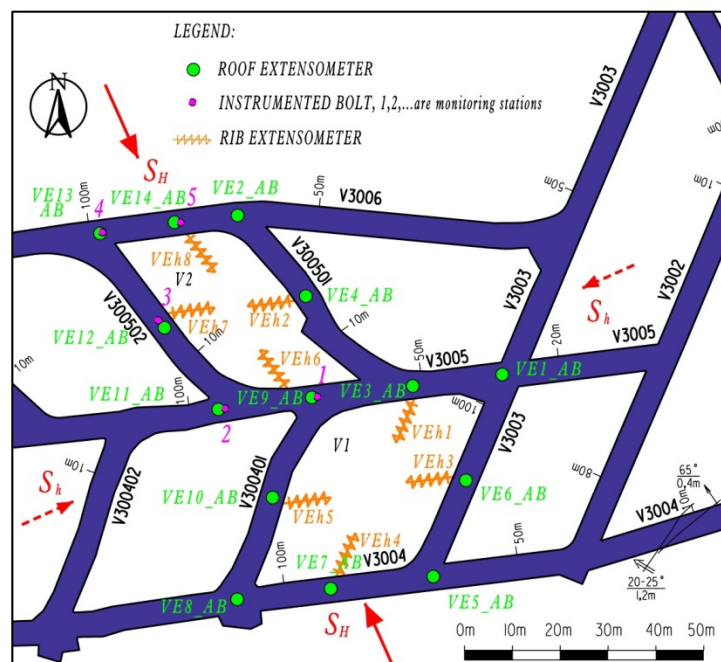 LEGEND:
ROOF EXTENSOMETER
INSTRUMENTED BOLT, 1,2,...are monitoring stations
RIB EXTENSOMETER
N
SH
VE13
AB
100m
VE14_AB
5
VE2_AB
50m
V3006
4
V3003
50m
10m
V3002
VEh8
V2
V300501
V3003
Sh
V300502
3
VEh7
VEh2
VE4_AB
VE12_AB
10m
10m
10m
VEh6
50m
V3005
20m
V3005
VE11_AB
100m
VE9_AB
1
VE3_AB
VE1_AB
2
100m
V3003
V1
VEh1
10m
V300402
Sh
V300401
VEh3
80m
65°
0,4m
VE10_AB
VEh5
VE6_AB
10m
V3004
VEh4
50m
100m
VE7_AB
V3004
20-25°
1,2m
VE8_AB
SH
VE5_AB
0m 10m 20m 30m 40m 50m